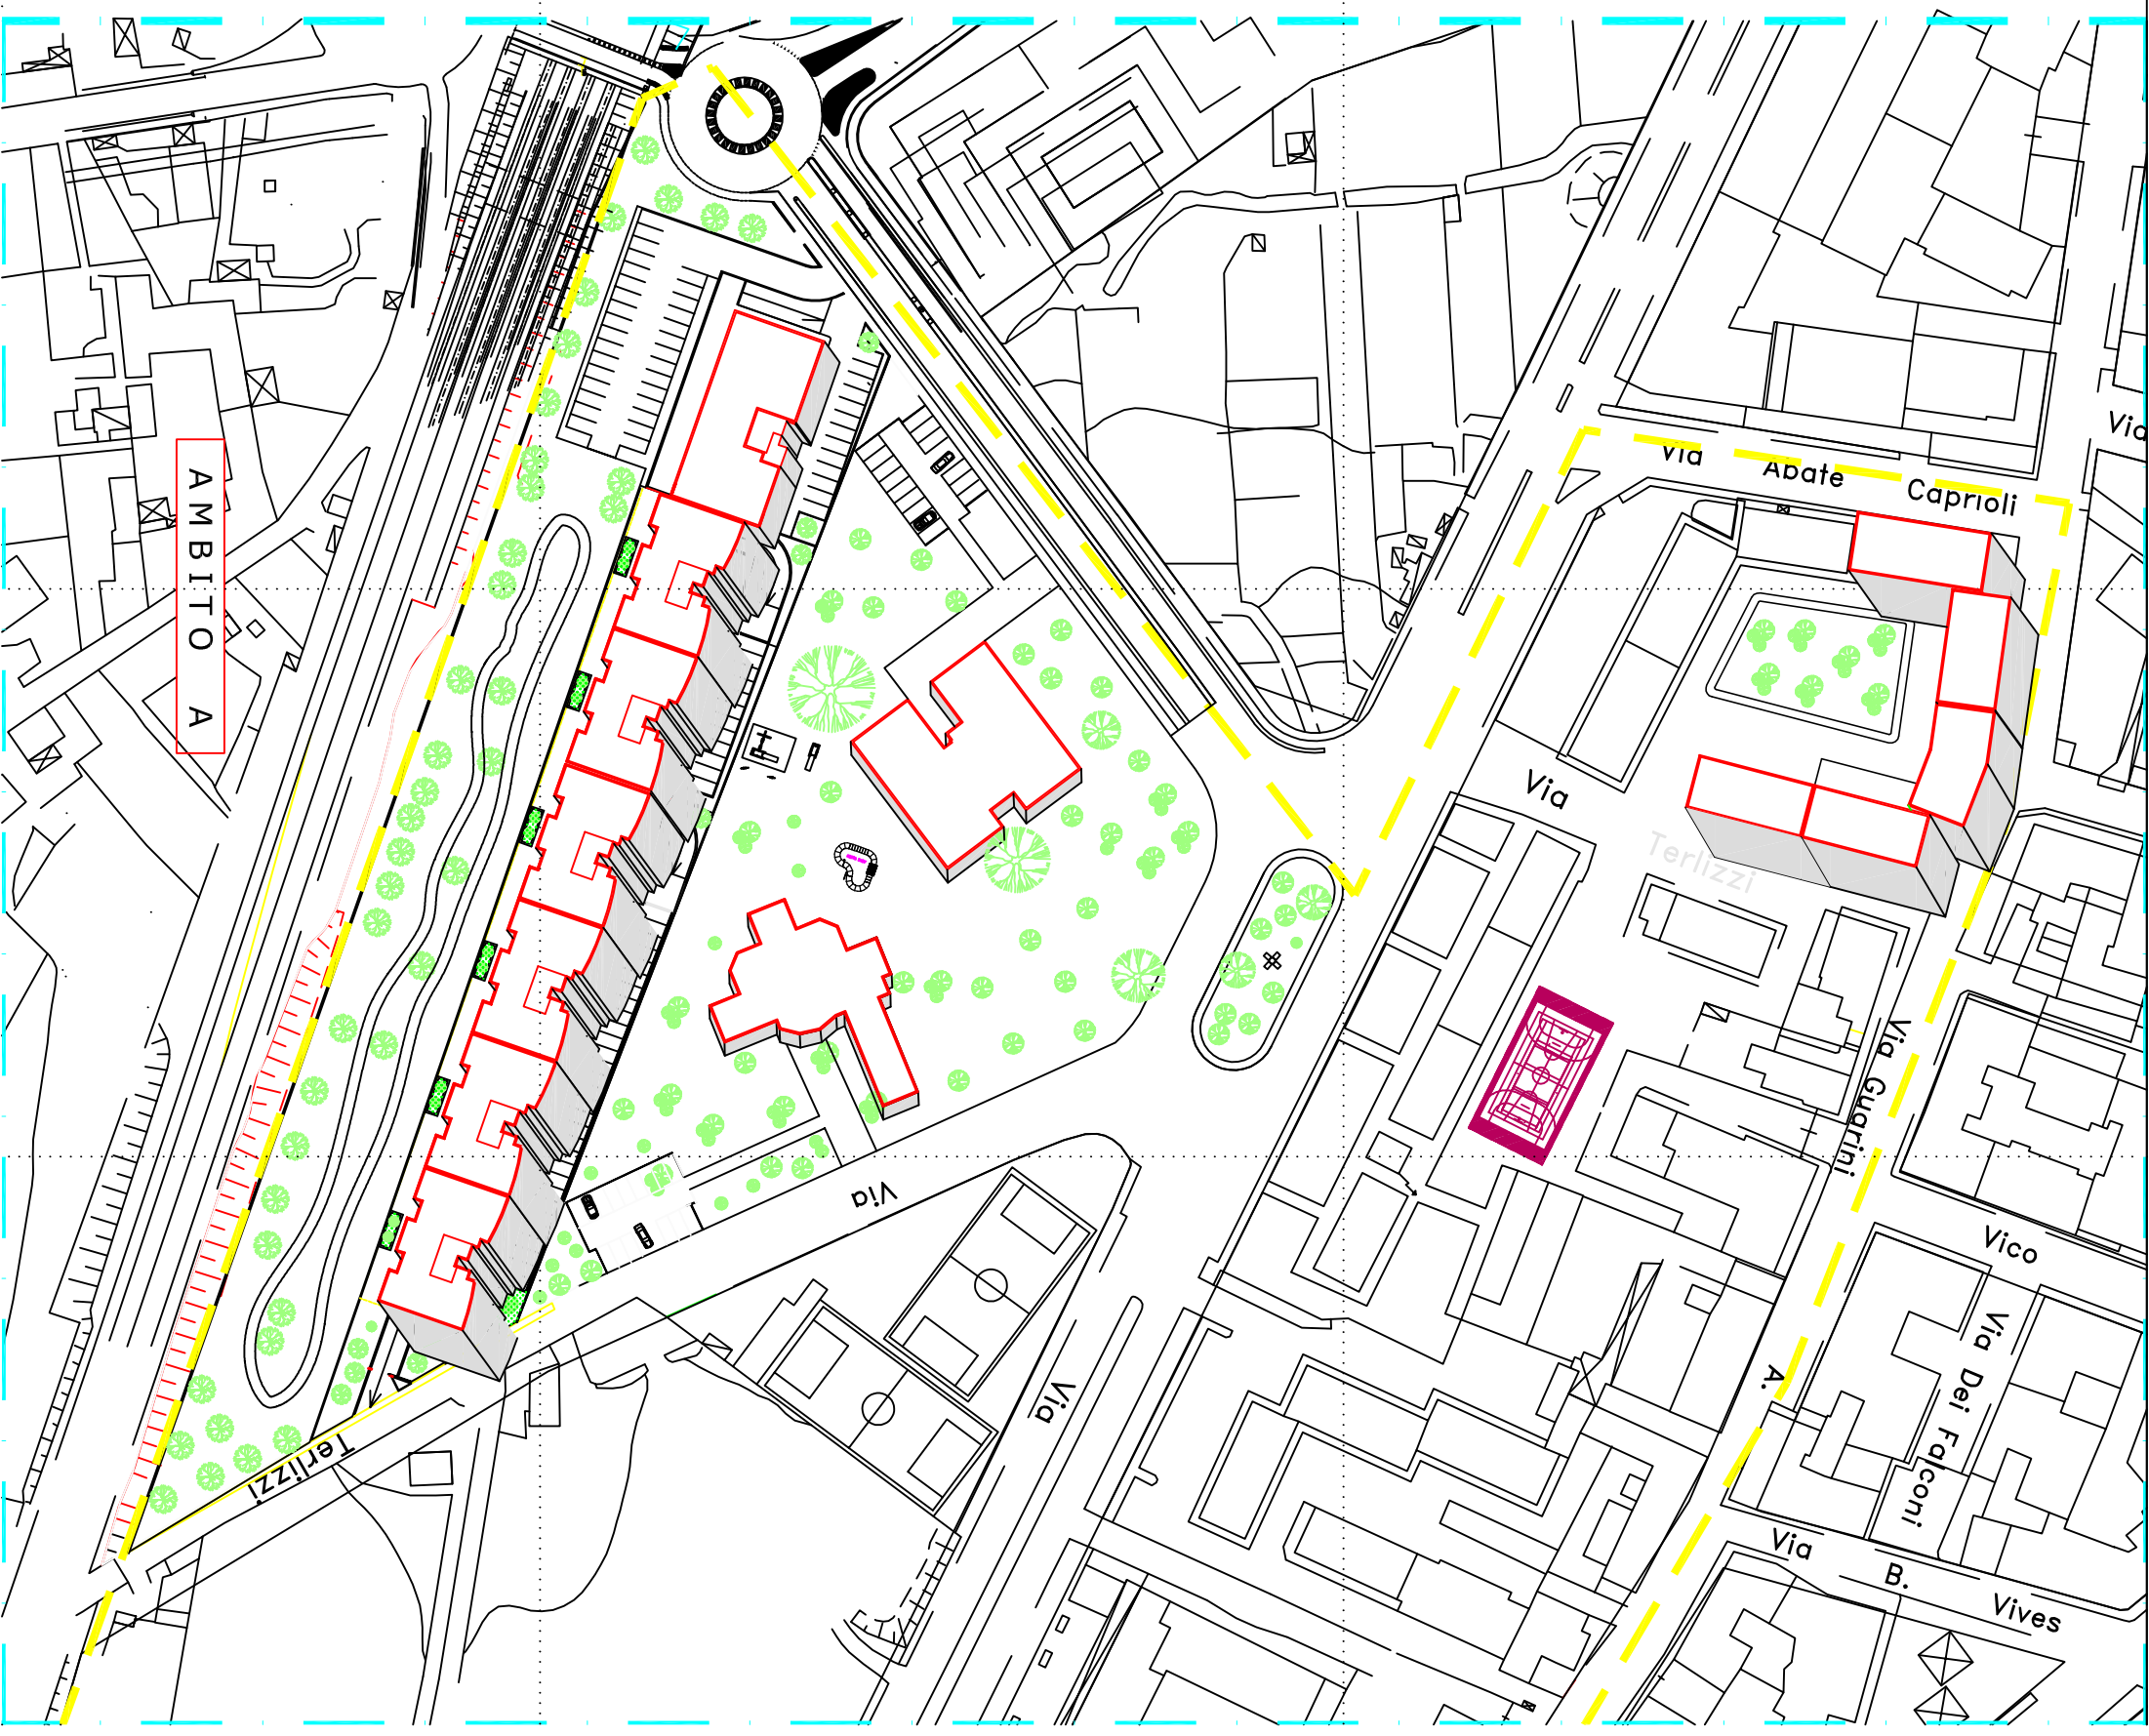 AMBITO A
Via Abate Caprioli
Via
Via
Terlizzi
Via Guarini
Via
Vico
Via Dei Falconi
Via
A.
Terlizzi
Via B. Vives